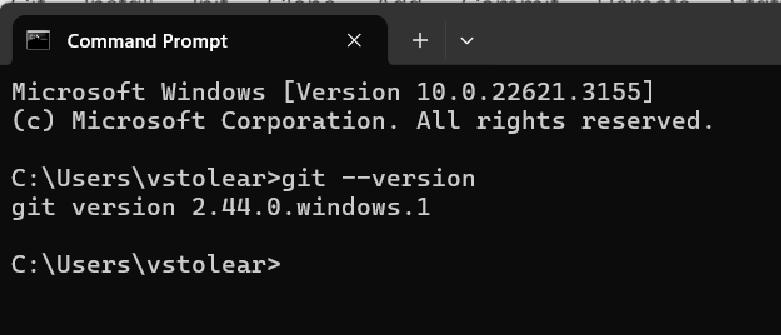 Command Prompt
Microsoft Windows [Version 10.0.22621.3155]
(c) Microsoft Corporation. All rights reserved.
C:\Users\vstolear>git --version
git version 2.44.0.windows.1
C:\Users\vstolear>